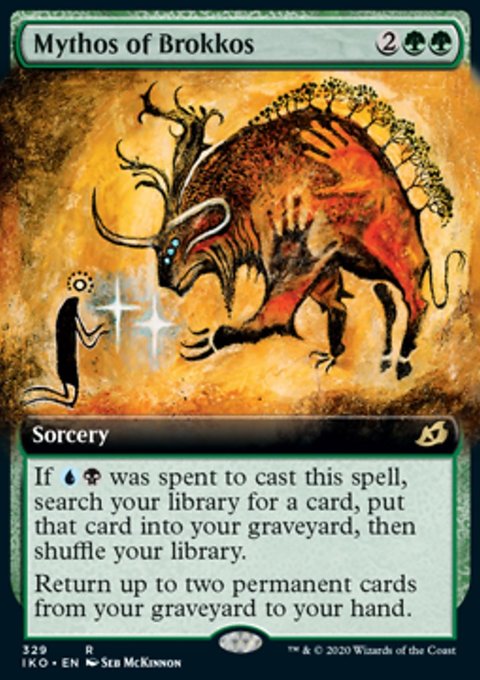 Mythos of Brokkos 2
Sorcery
If was spent to cast this spell,
search your library for a card, put
that card into your graveyard, then
shuffle your library.
Return up to two permanent cards
from your graveyard to your hand.
329 R
IKO • EN Seb McKinnon
™ & © 2020 Wizards of the Coast